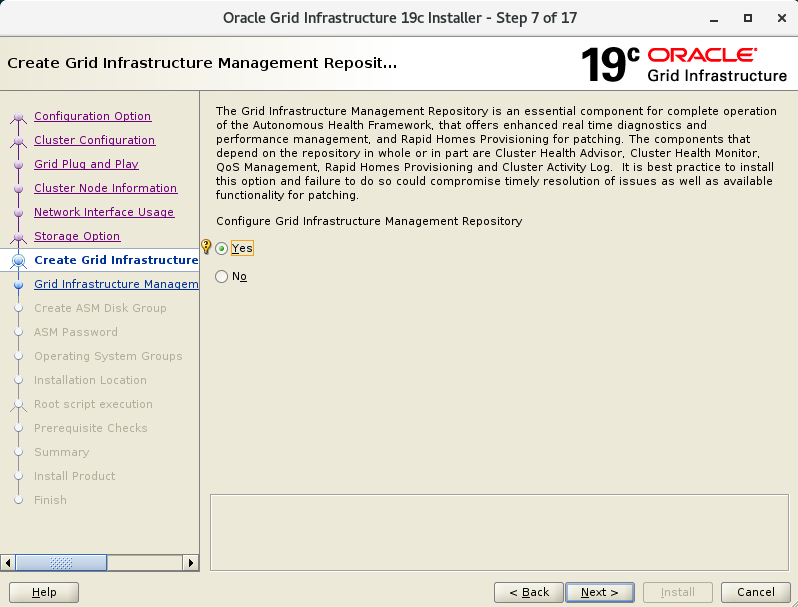 Oracle Grid Infrastructure 19c Installer - Step 7 of 17
Create Grid Infrastructure Management Reposit...
19c ORACLE
Grid Infrastructure
Configuration Option
Cluster Configuration
Grid Plug and Play
Cluster Node Information
Network Interface Usage
Storage Option
Create Grid Infrastructure
Grid Infrastructure Managem
Create ASM Disk Group
ASM Password
Operating System Groups
Installation Location
Root script execution
Prerequisite Checks
Summary
Install Product
Finish
The Grid Infrastructure Management Repository is an essential component for complete operation
of the Autonomous Health Framework, that offers enhanced real time diagnostics and
performance management, and Rapid Homes Provisioning for patching. The components that
depend on the repository in whole or in part are Cluster Health Advisor, Cluster Health Monitor,
QoS Management, Rapid Homes Provisioning and Cluster Activity Log.  It is best practice to install
this option and failure to do so could compromise timely resolution of issues as well as available
functionality for patching.
Configure Grid Infrastructure Management Repository
Yes
No
Help
< Back
Next >
Install
Cancel